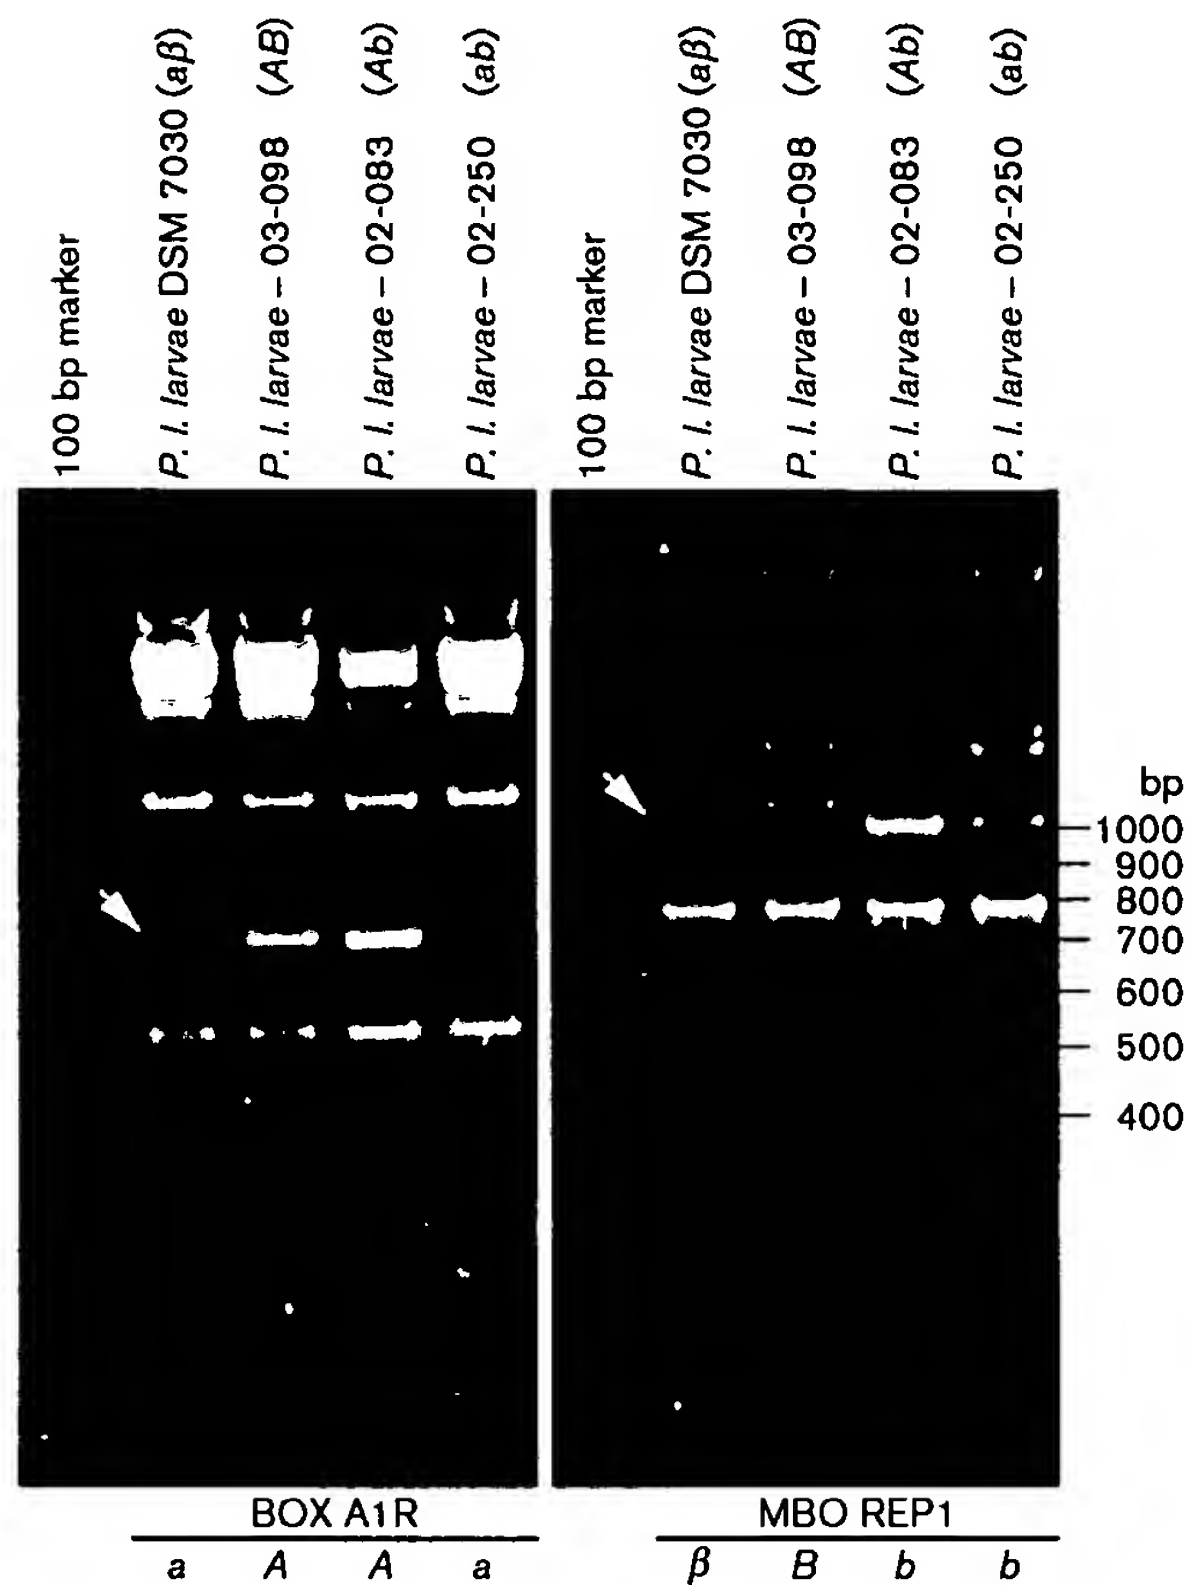 100 bp marker
P. l. larvae DSM 7030 (aβ)
P. l. larvae – 03-098 (AB)
P. l. larvae – 02-083 (Ab)
P. l. larvae – 02-250 (ab)
100 bp marker
P. l. larvae DSM 7030 (aβ)
P. l. larvae – 03-098 (AB)
P. l. larvae – 02-083 (Ab)
P. l. larvae – 02-250 (ab)
bp
1000
900
800
700
600
500
400
BOX A1R
a A A a
MBO REP1
β B b b